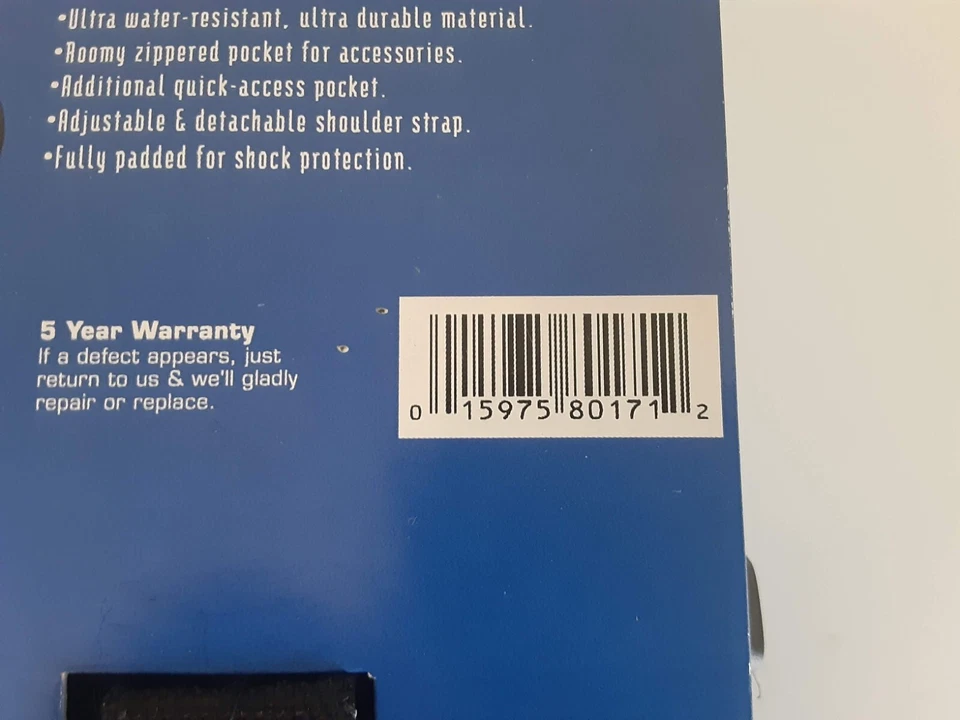 •Ultra water-resistant, ultra durable material.
•Roomy zippered pocket for accessories.
•Additional quick-access pocket.
•Adjustable & detachable shoulder strap.
•Fully padded for shock protection.
5 Year Warranty
If a defect appears, just
return to us & we'll gladly
repair or replace.
0 15975 80171 2